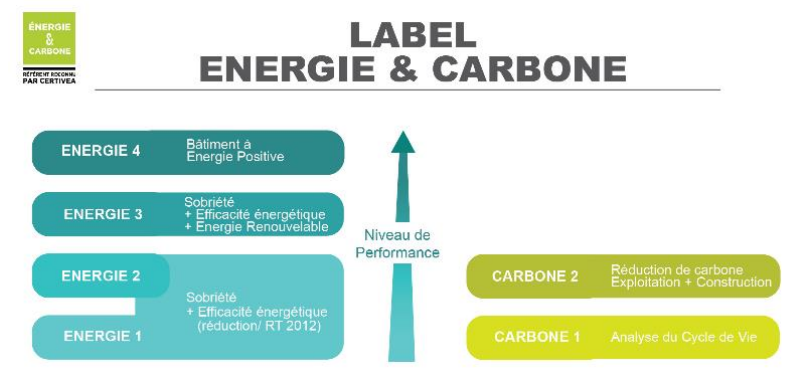 ÉNERGIE
&
CARBONE
RÉFÉRENT RECONNU
PAR CERTIVEA
LABEL
ENERGIE & CARBONE
ENERGIE 4
Bâtiment à
Energie Positive
ENERGIE 3
Sobriété
+ Efficacité énergétique
+ Energie Renouvelable
ENERGIE 2
ENERGIE 1
Sobriété
+ Efficacité énergétique
(réduction/ RT 2012)
Niveau de
Performance
CARBONE 2
Réduction de carbone
Exploitation + Construction
CARBONE 1
Analyse du Cycle de Vie